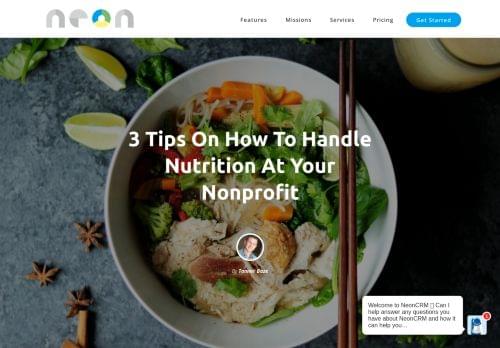 neon
Features Missions Services Pricing Get Started
3 Tips On How To Handle
Nutrition At Your
Nonprofit
By Tanner Bass
Welcome to NeonCRM Can I
help answer any questions you
have about NeonCRM and how it
can help you...
1